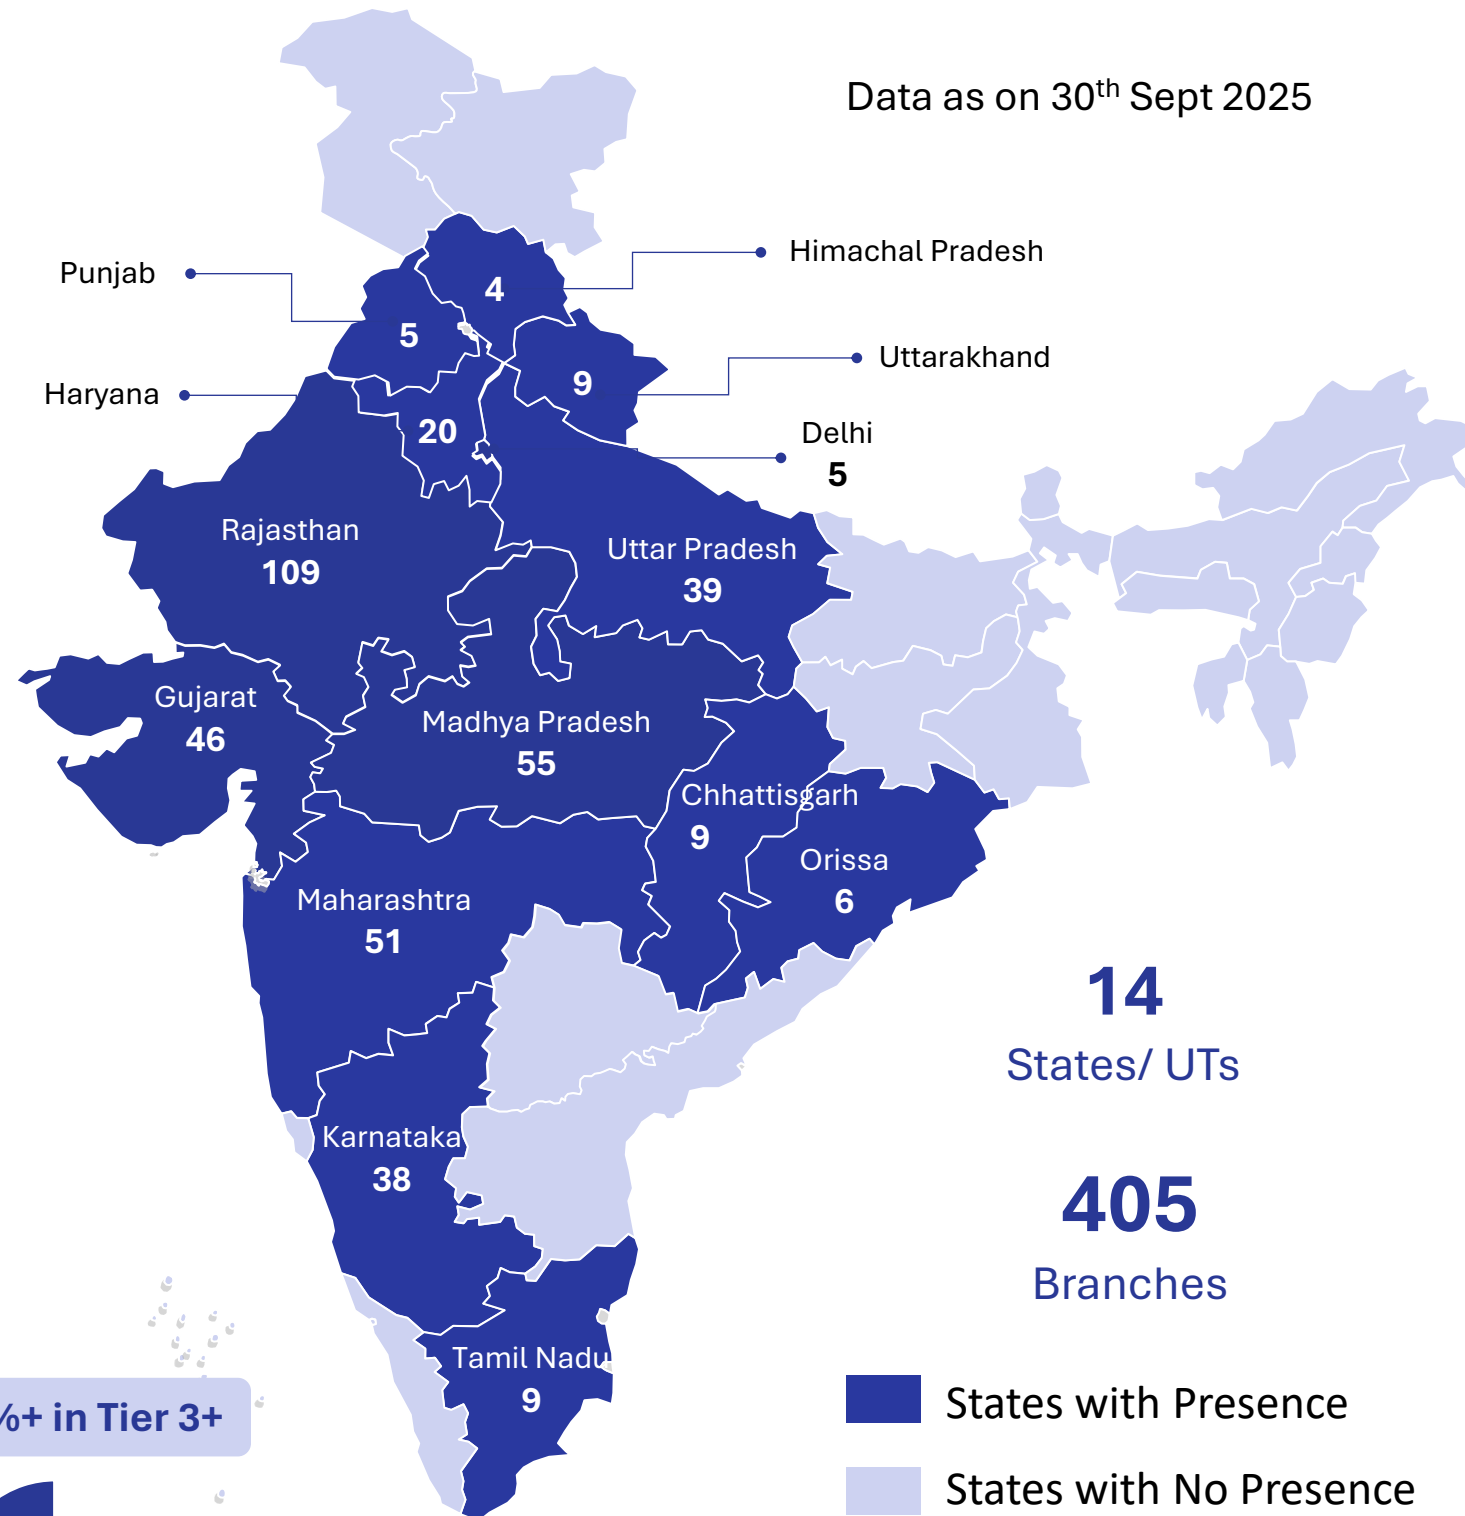 Data as on 30th Sept 2025
Himachal Pradesh
Punjab
4
5
Uttarakhand
9
Haryana
20
Delhi
5
Rajasthan
109
Uttar Pradesh
39
Gujarat
46
Madhya Pradesh
55
Chhattisgarh
9
Orissa
6
Maharashtra
51
14
States/ UTs
Karnataka
38
405
Branches
Tamil Nadu
9
%+ in Tier 3+
States with Presence
States with No Presence